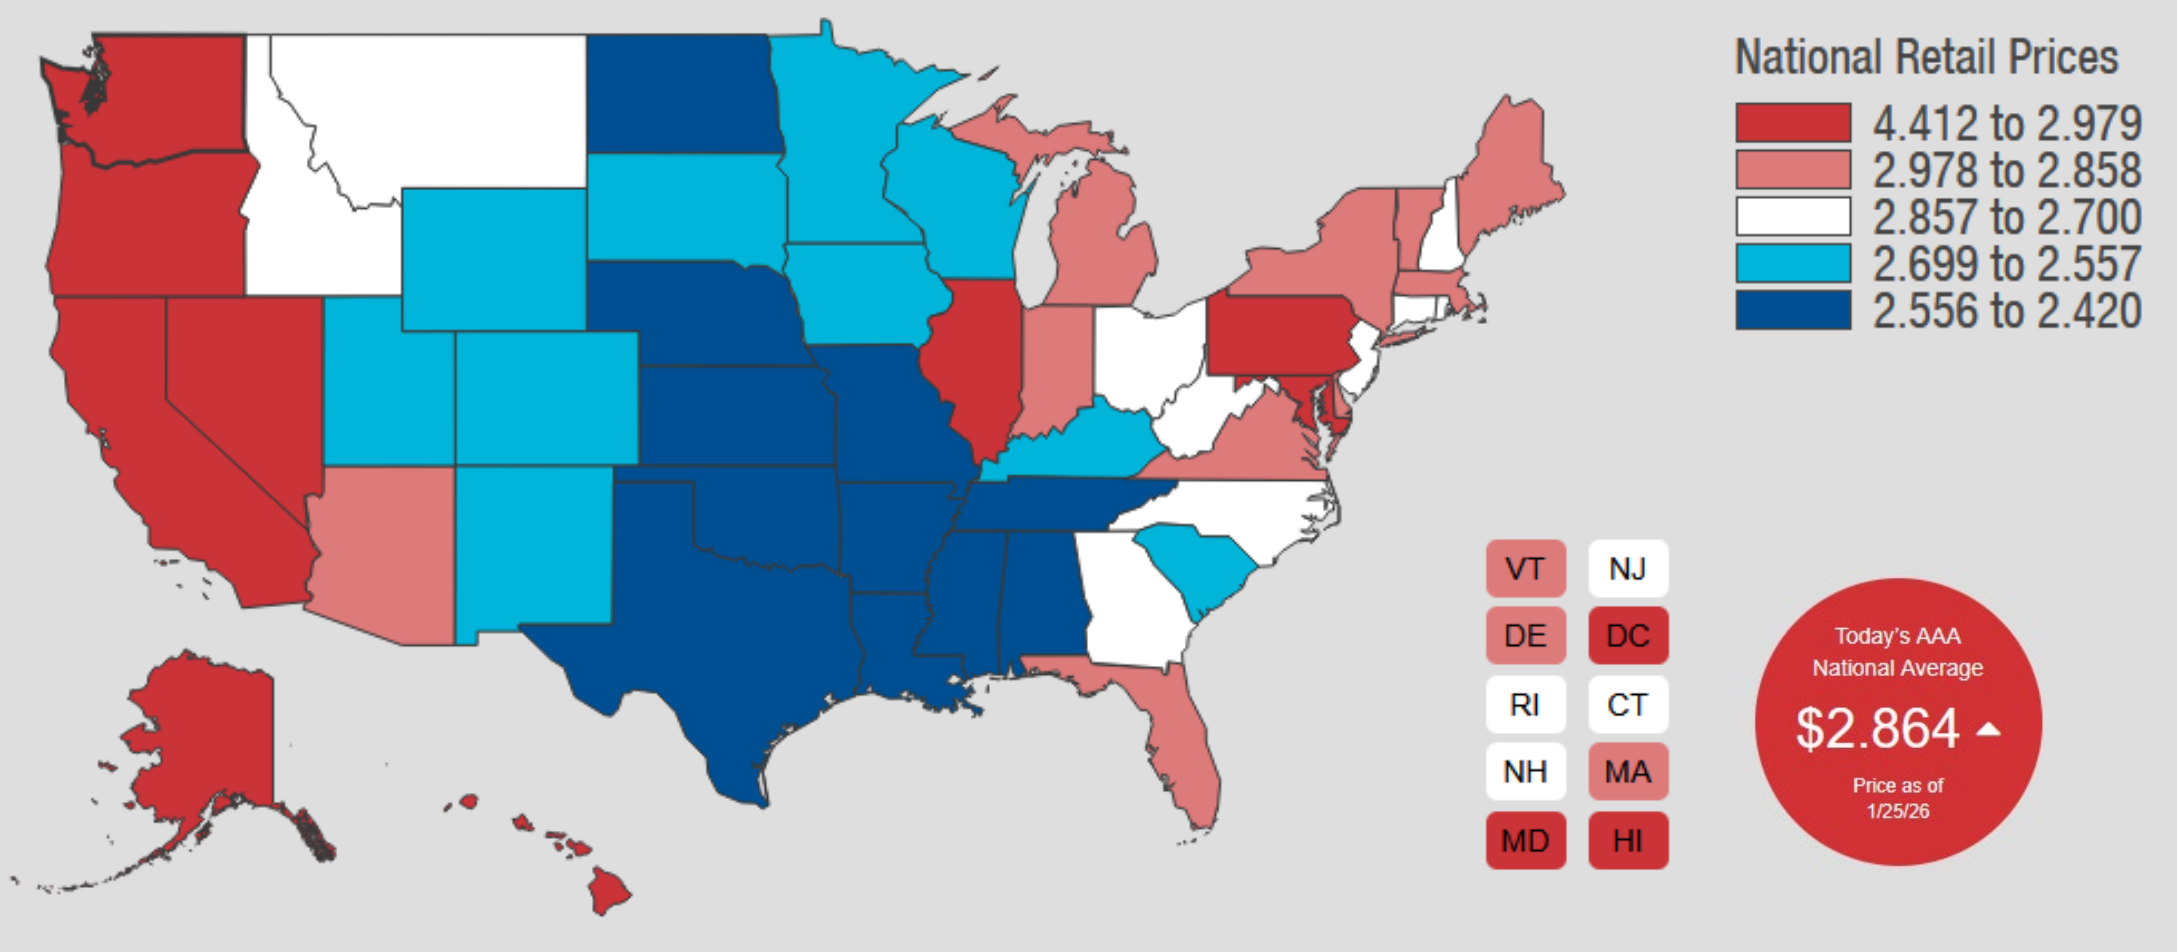 National Retail Prices
4.412 to 2.979
2.978 to 2.858
2.857 to 2.700
2.699 to 2.557
2.556 to 2.420
VT NJ
DE DC
RI CT
NH MA
MD HI
Today's AAA
National Average
$2.864
Price as of
1/25/26